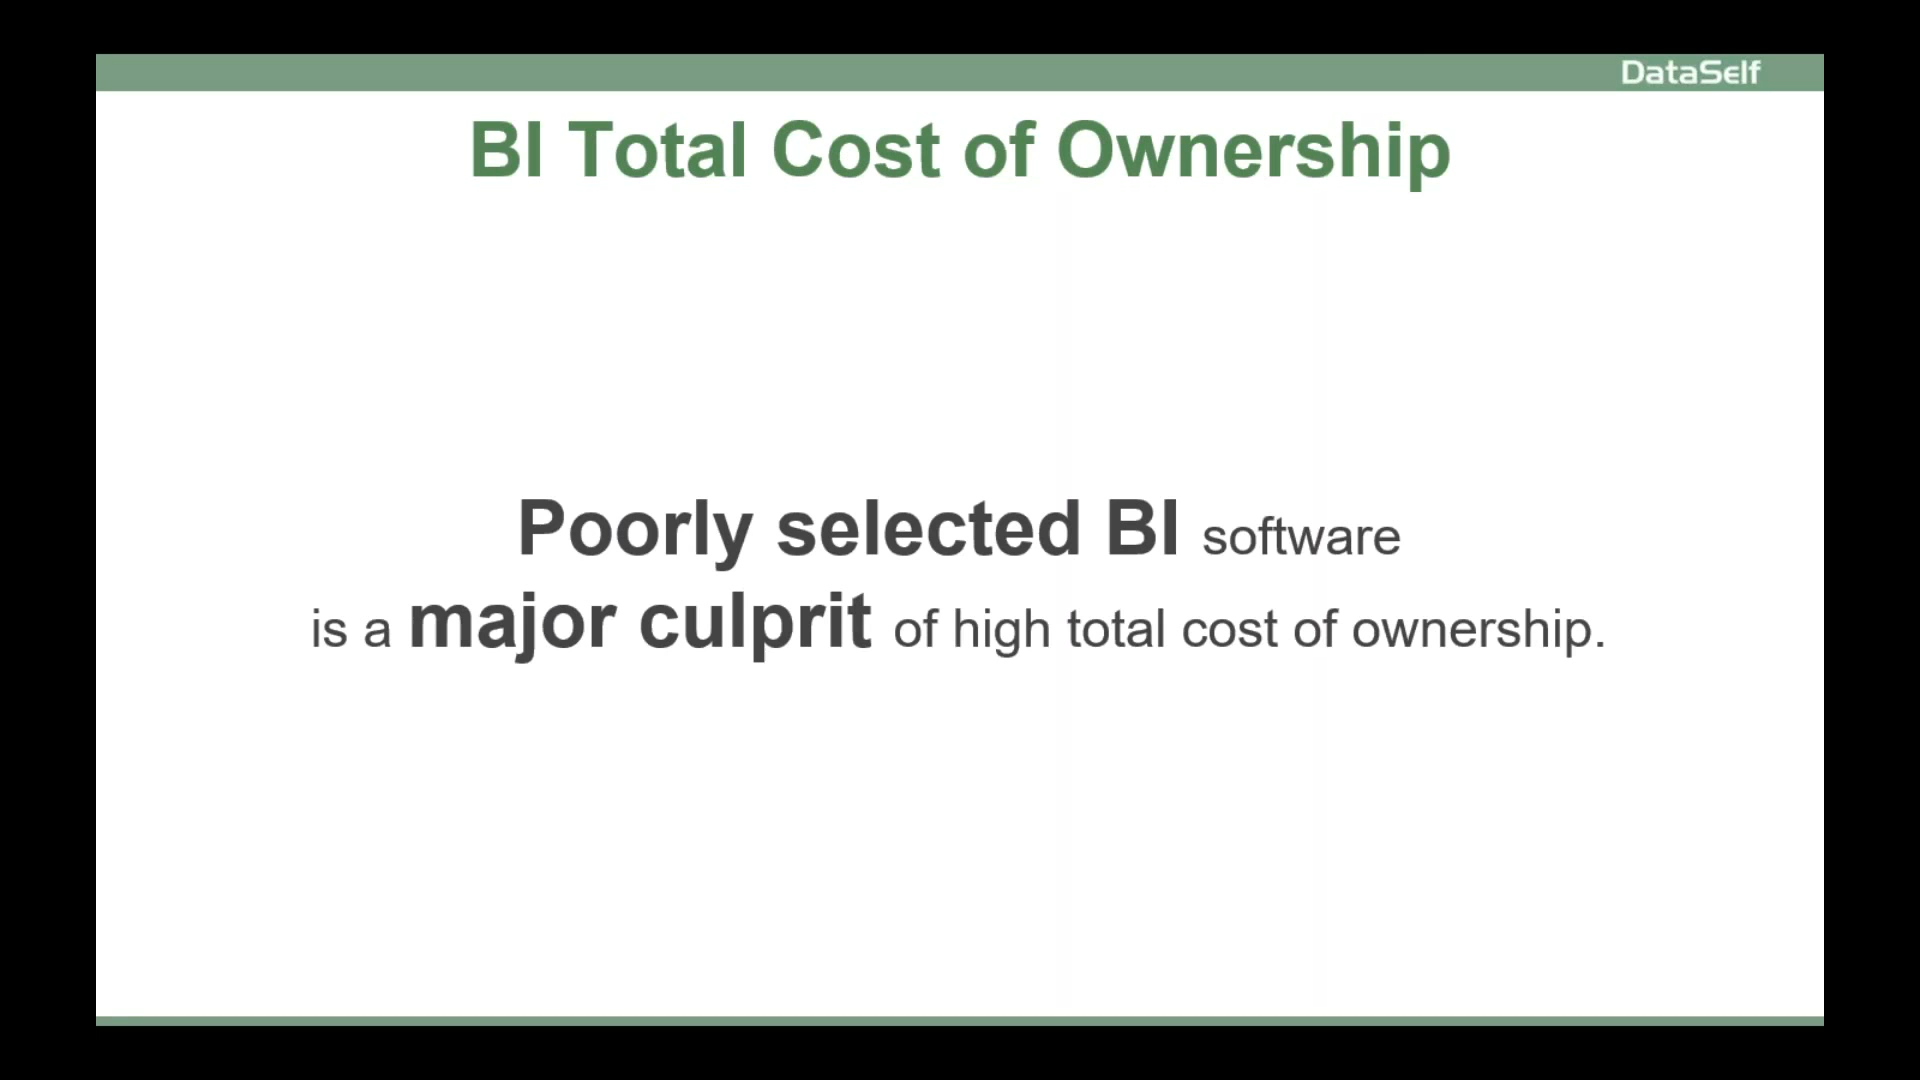 DataSelf
BI Total Cost of Ownership
Poorly selected BI software
is a major culprit of high total cost of ownership.